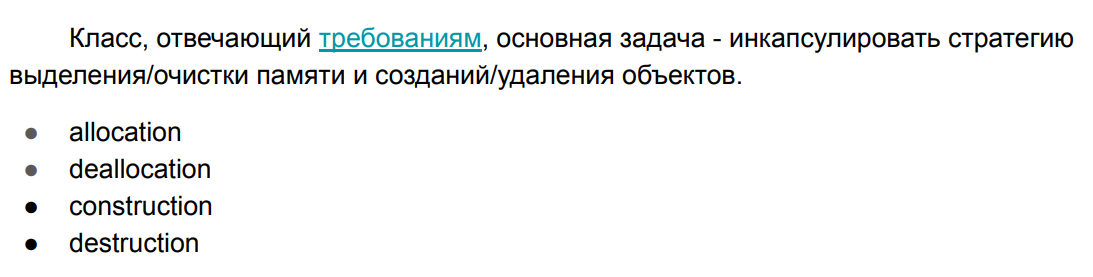 Класс, отвечающий требованиям, основная задача - инкапсулировать стратегию
выделения/очистки памяти и созданий/удаления объектов.
● allocation
● deallocation
● construction
● destruction